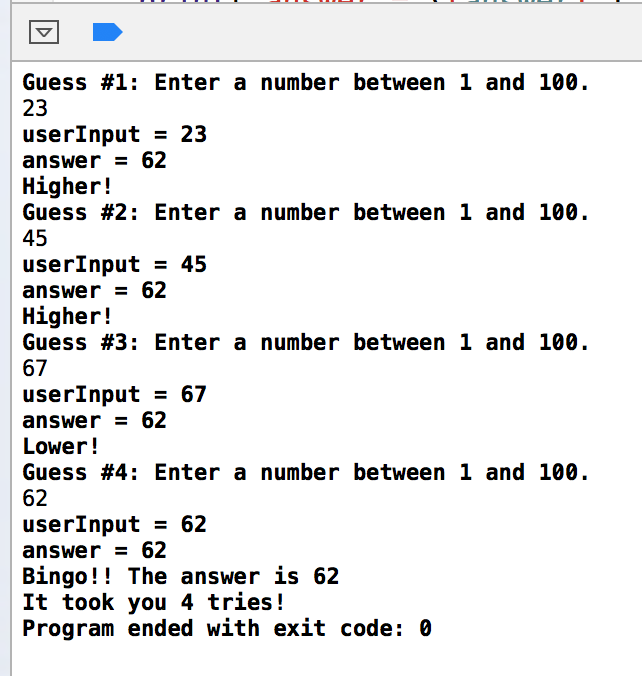 Guess #1: Enter a number between 1 and 100.
23
userInput = 23
answer = 62
Higher!
Guess #2: Enter a number between 1 and 100.
45
userInput = 45
answer = 62
Higher!
Guess #3: Enter a number between 1 and 100.
67
userInput = 67
answer = 62
Lower!
Guess #4: Enter a number between 1 and 100.
62
userInput = 62
answer = 62
Bingo!! The answer is 62
It took you 4 tries!
Program ended with exit code: 0